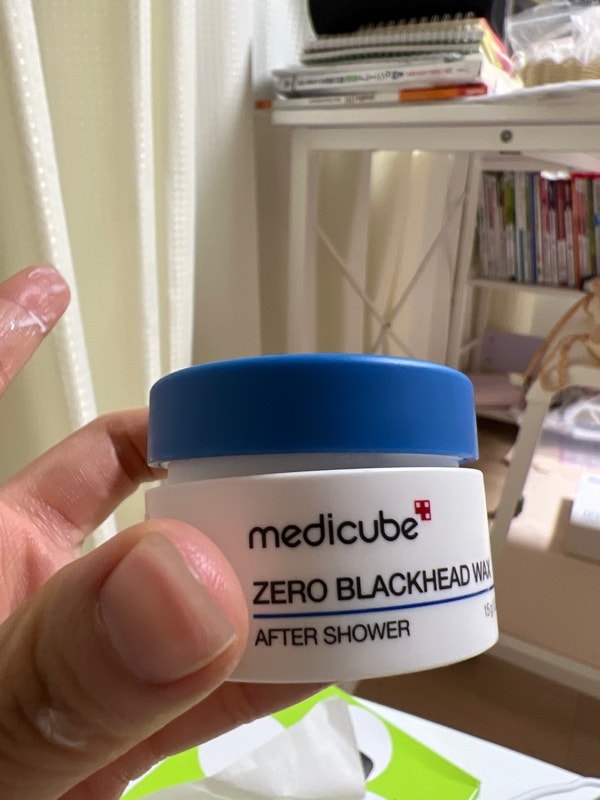 medicube
ZERO BLACKHEAD WAX
AFTER SHOWER